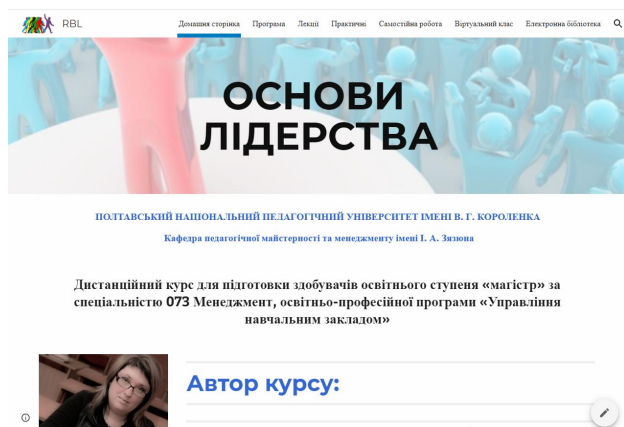 RBL
Домашня сторінка Програма Лекції Практичні Самостійна робота Віртуальний клас Електронна бібліотека
ОСНОВИ
ЛІДЕРСТВА
ПОЛТАВСЬКИЙ НАЦІОНАЛЬНИЙ ПЕДАГОГІЧНИЙ УНІВЕРСИТЕТ ІМЕНІ В. Г. КОРОЛЕНКА
Кафедра педагогічної майстерності та менеджменту імені І. А. Зязюна
Дистанційний курс для підготовки здобувачів освітнього ступеня «магістр» за
спеціальністю 073 Менеджмент, освітньо-професійної програми «Управління
навчальним закладом»
Автор курсу: